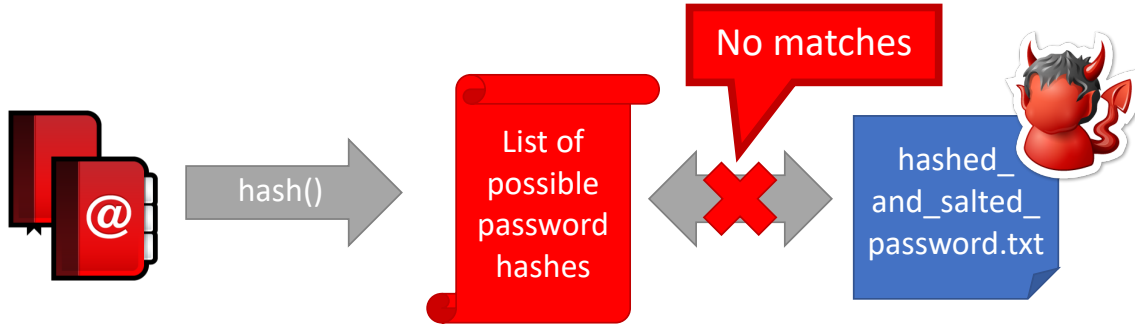 No matches
@
hash()
List of
possible
password
hashes
hashed_
and_salted_
password.txt